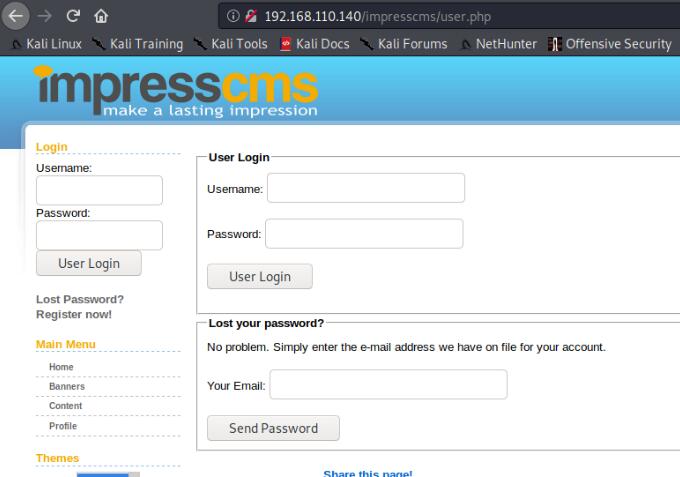 192.168.110.140/impresscms/user.php
Kali Linux Kali Training Kali Tools Kali Docs Kali Forums NetHunter Offensive Security
impresscms
make a lasting impression
Login
Username:
Password:
User Login
Lost Password?
Register now!
Main Menu
Home
Banners
Content
Profile
Themes
User Login
Username:
Password:
User Login
Lost your password?
No problem. Simply enter the e-mail address we have on file for your account.
Your Email:
Send Password
Share this page!